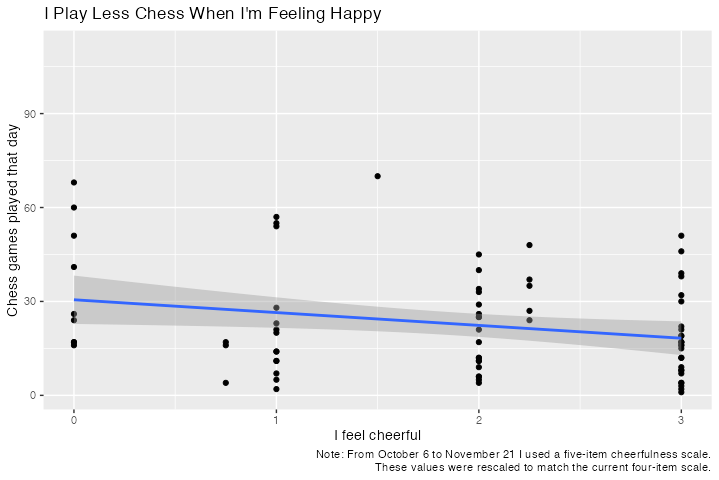 I Play Less Chess When I'm Feeling Happy
Chess games played that day
90
60
30
0
0 1 2 3
I feel cheerful
Note: From October 6 to November 21 I used a five-item cheerfulness scale.
These values were rescaled to match the current four-item scale.